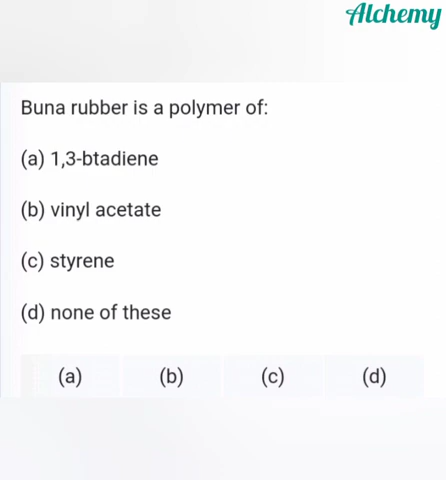 Alchemy
Buna rubber is a polymer of:
(a) 1,3-btadiene
(b) vinyl acetate
(c) styrene
(d) none of these
(a) (b) (c) (d)